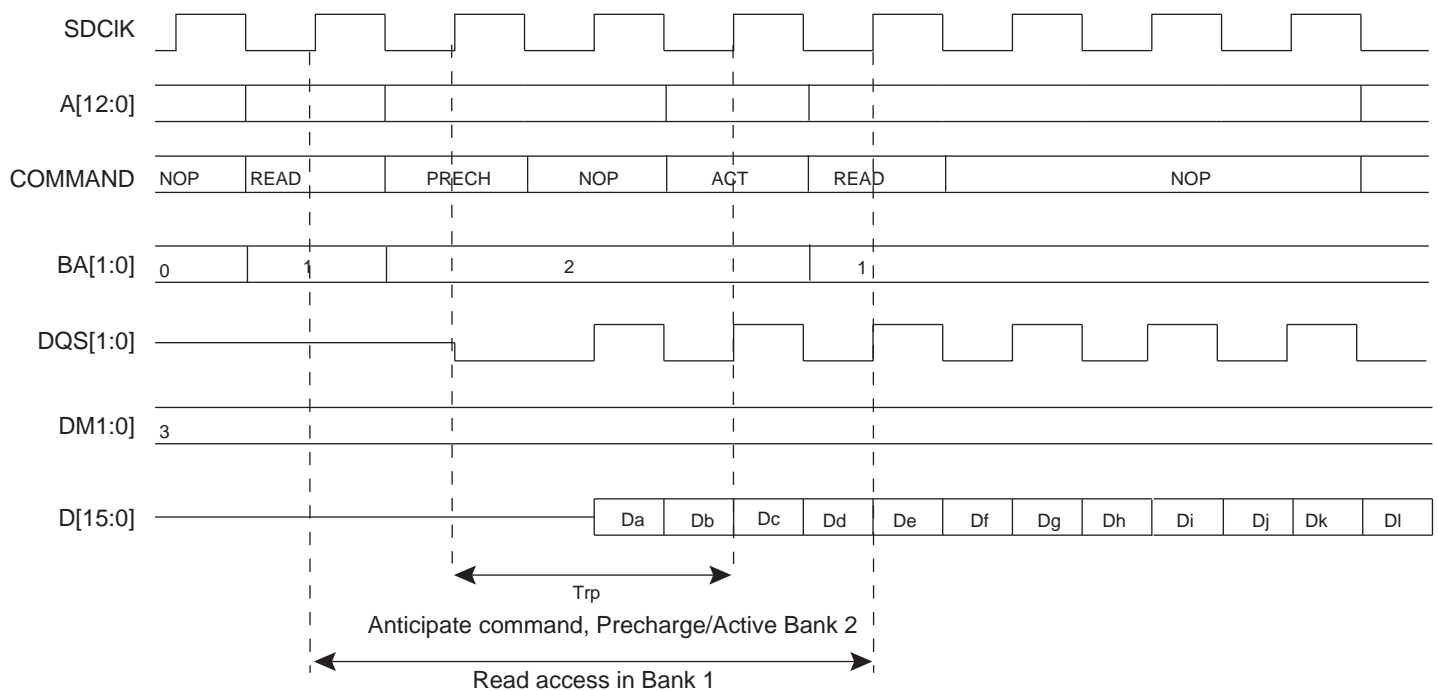 SDClK
A[12:0]
COMMAND NOP READ PRECH NOP ACT READ NOP
BA[1:0] 0 1 2 1
DQS[1:0]
DM1:0] 3
D[15:0] Da Db Dc Dd De Df Dg Dh Di Dj Dk Dl
Trp
Anticipate command, Precharge/Active Bank 2
Read access in Bank 1